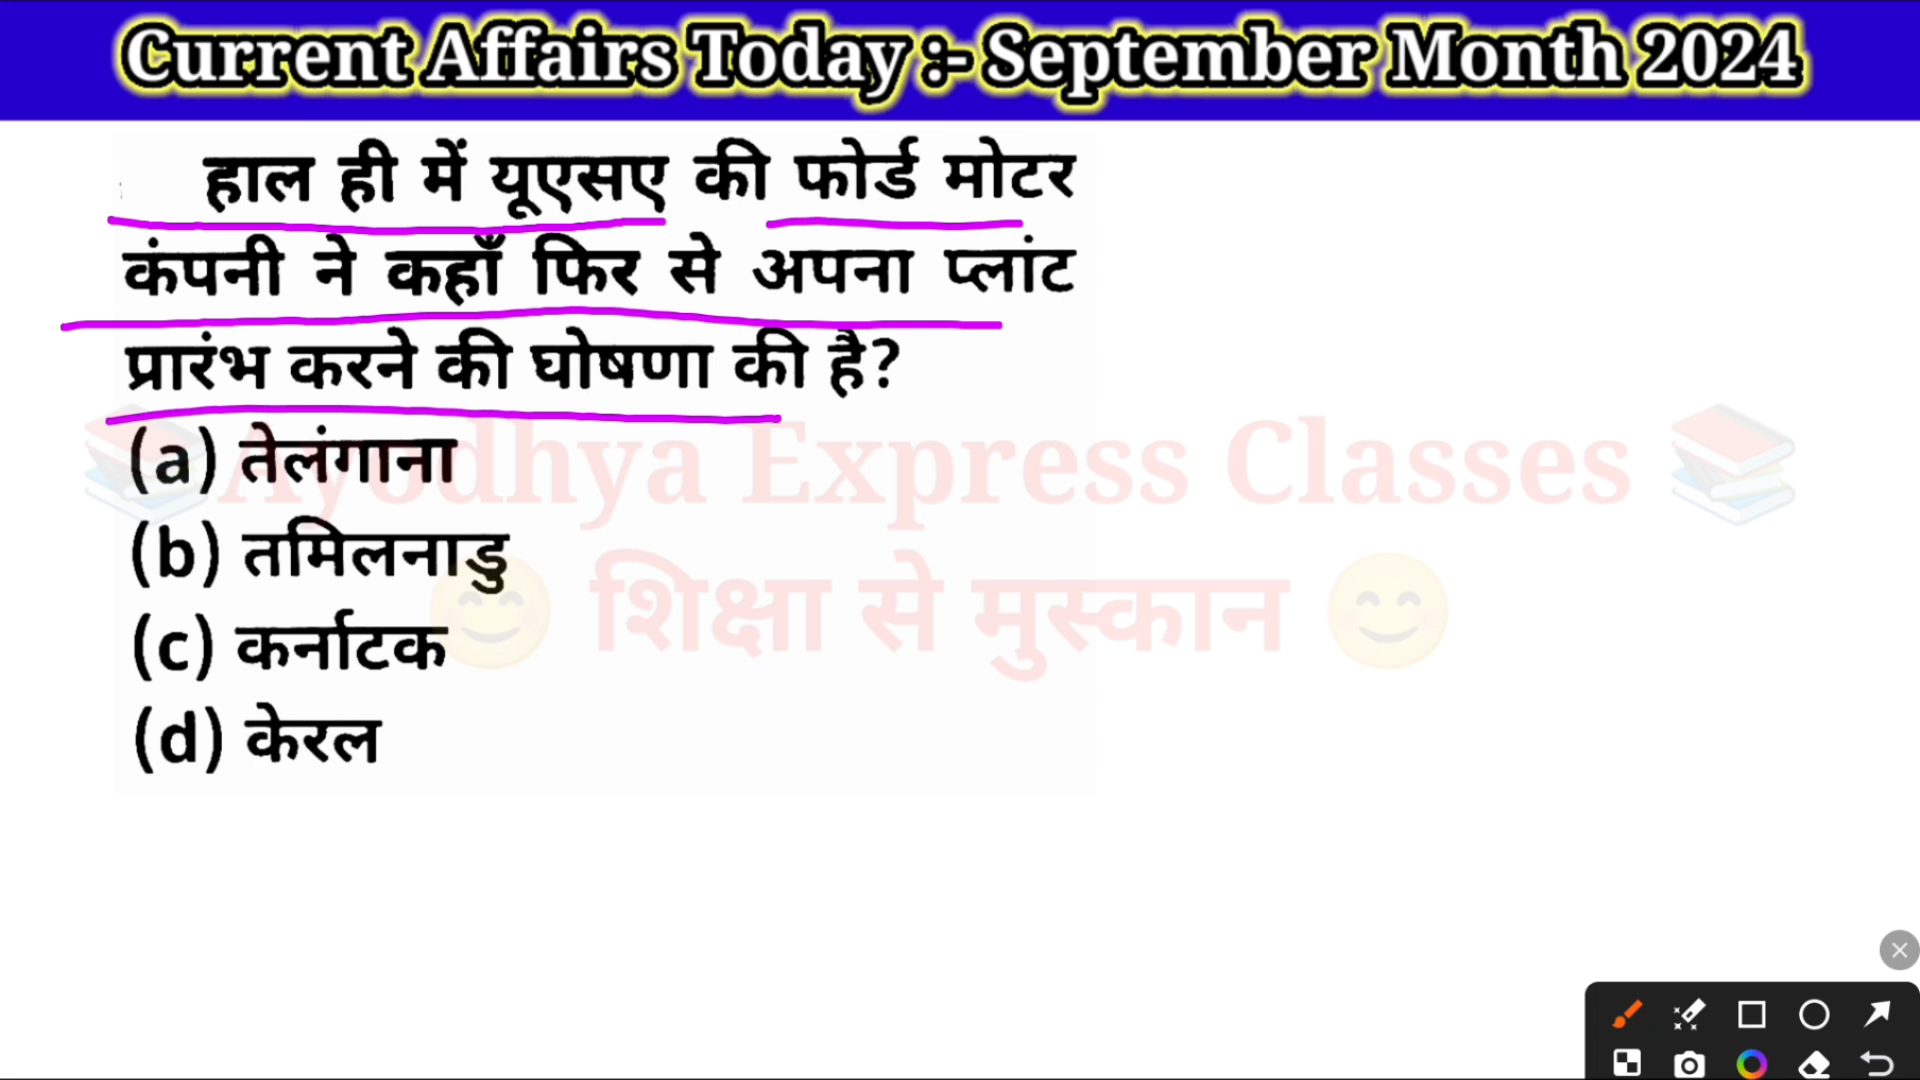 Current Affairs Today :- September Month 2024
हाल ही में यूएसए की फोर्ड मोटर
कंपनी ने कहाँ फिर से अपना प्लांट
प्रारंभ करने की घोषणा की है?
(a) तेलंगाना
(b) तमिलनाडु
(c) कर्नाटक
(d) केरल
Ayodhya Express Classes
शिक्षा से मुस्कान